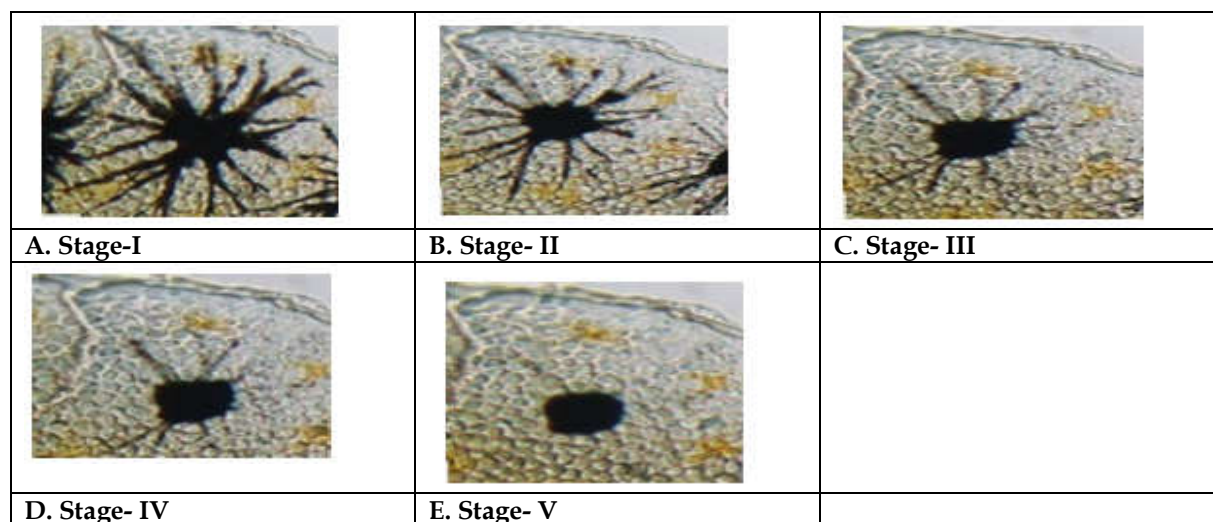 A. Stage-I
B. Stage- II
C. Stage- III
D. Stage- IV
E. Stage- V